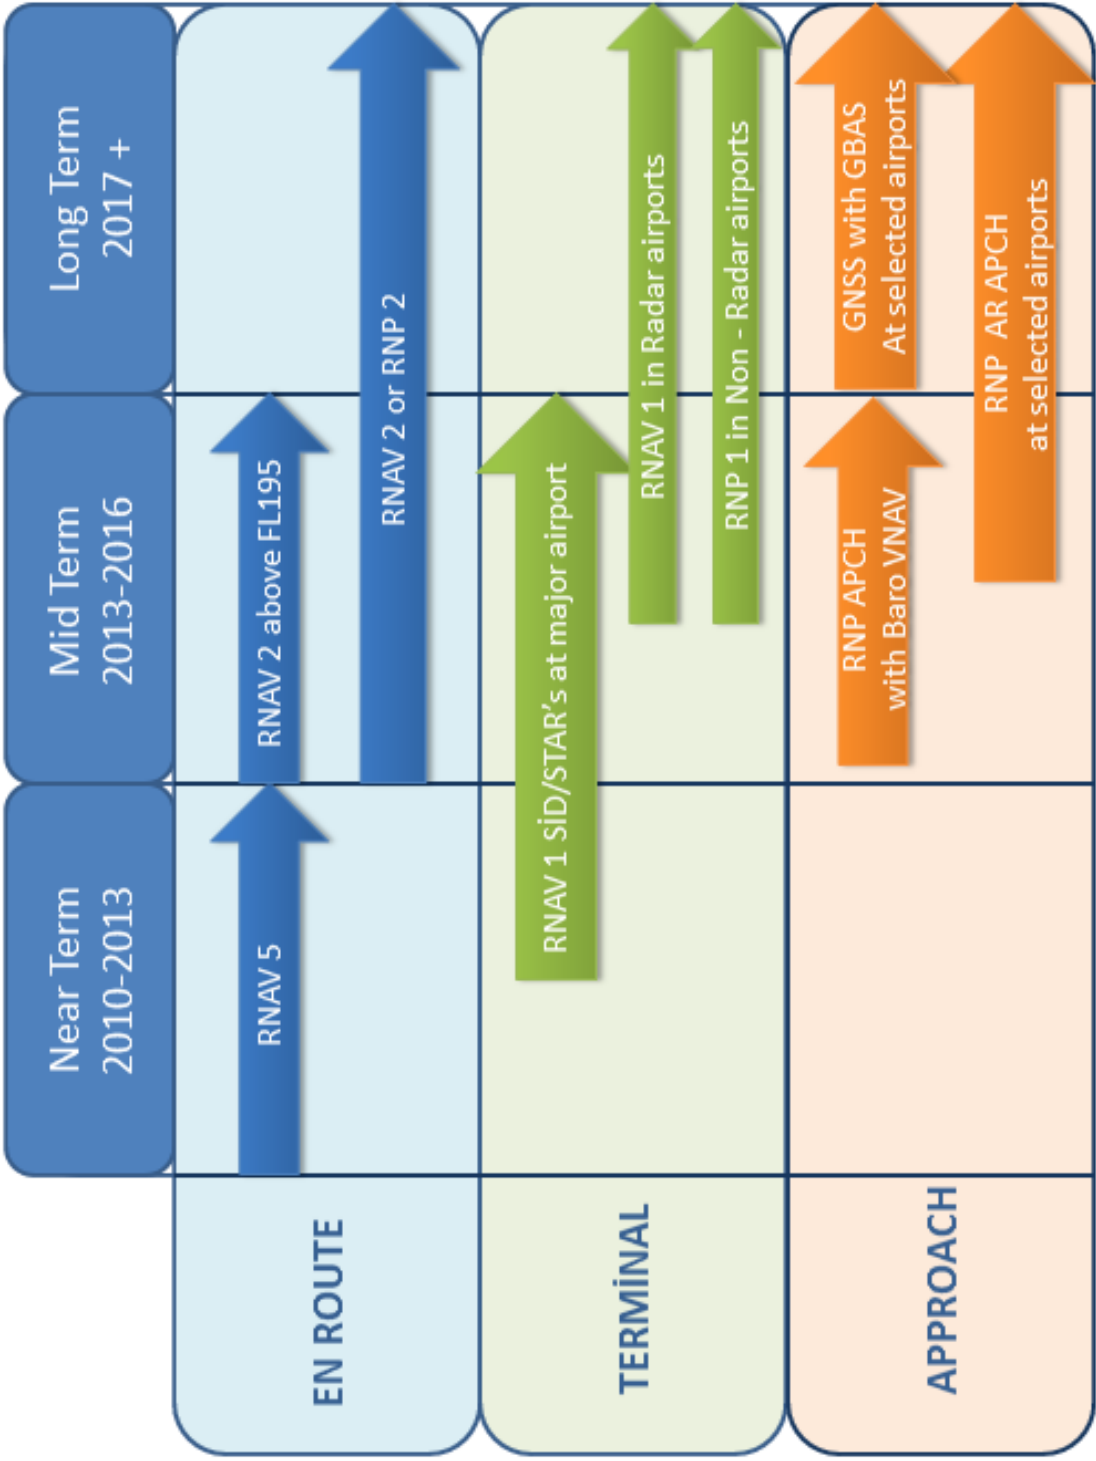 Near Term
2010-2013
Mid Term
2013-2016
Long Term
2017 +
EN ROUTE
RNAV 5
RNAV 2 above FL195
RNAV 2 or RNP 2
TERMİNAL
RNAV 1 SİD/STAR’s at major airport
RNAV 1 in Radar airports
RNP 1 in Non - Radar airports
APPROACH
RNP APCH
with Baro VNAV
GNSS with GBAS
At selected airports
RNP AR APCH
at selected airports